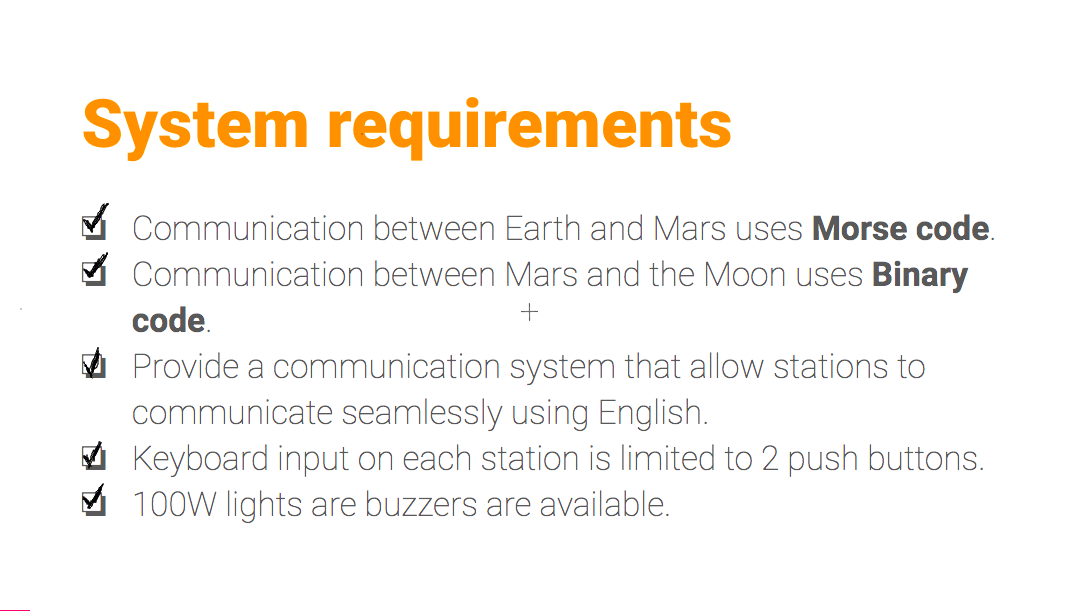 System requirements
Communication between Earth and Mars uses Morse code.
Communication between Mars and the Moon uses Binary
code.
Provide a communication system that allow stations to
communicate seamlessly using English.
Keyboard input on each station is limited to 2 push buttons.
100W lights are buzzers are available.